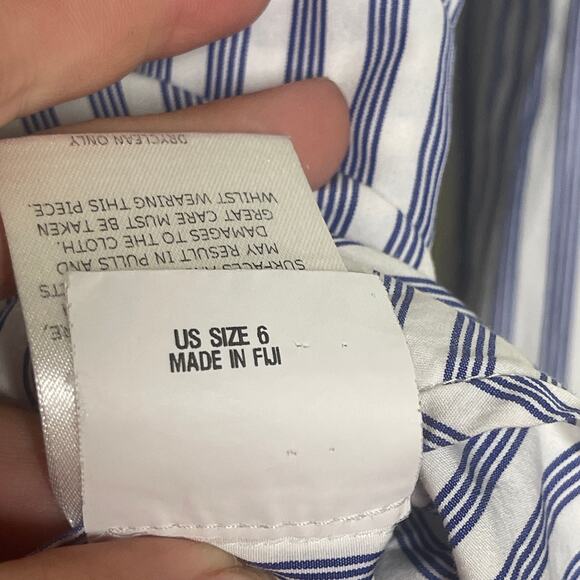 US SIZE 6
MADE IN FIJI
SURFACES
MAY RESULT IN PULLS AND
DAMAGES TO THE CLOTH.
GREAT CARE MUST BE TAKEN
WHILST WEARING THIS PIECE.
DRYCLEAN ONLY